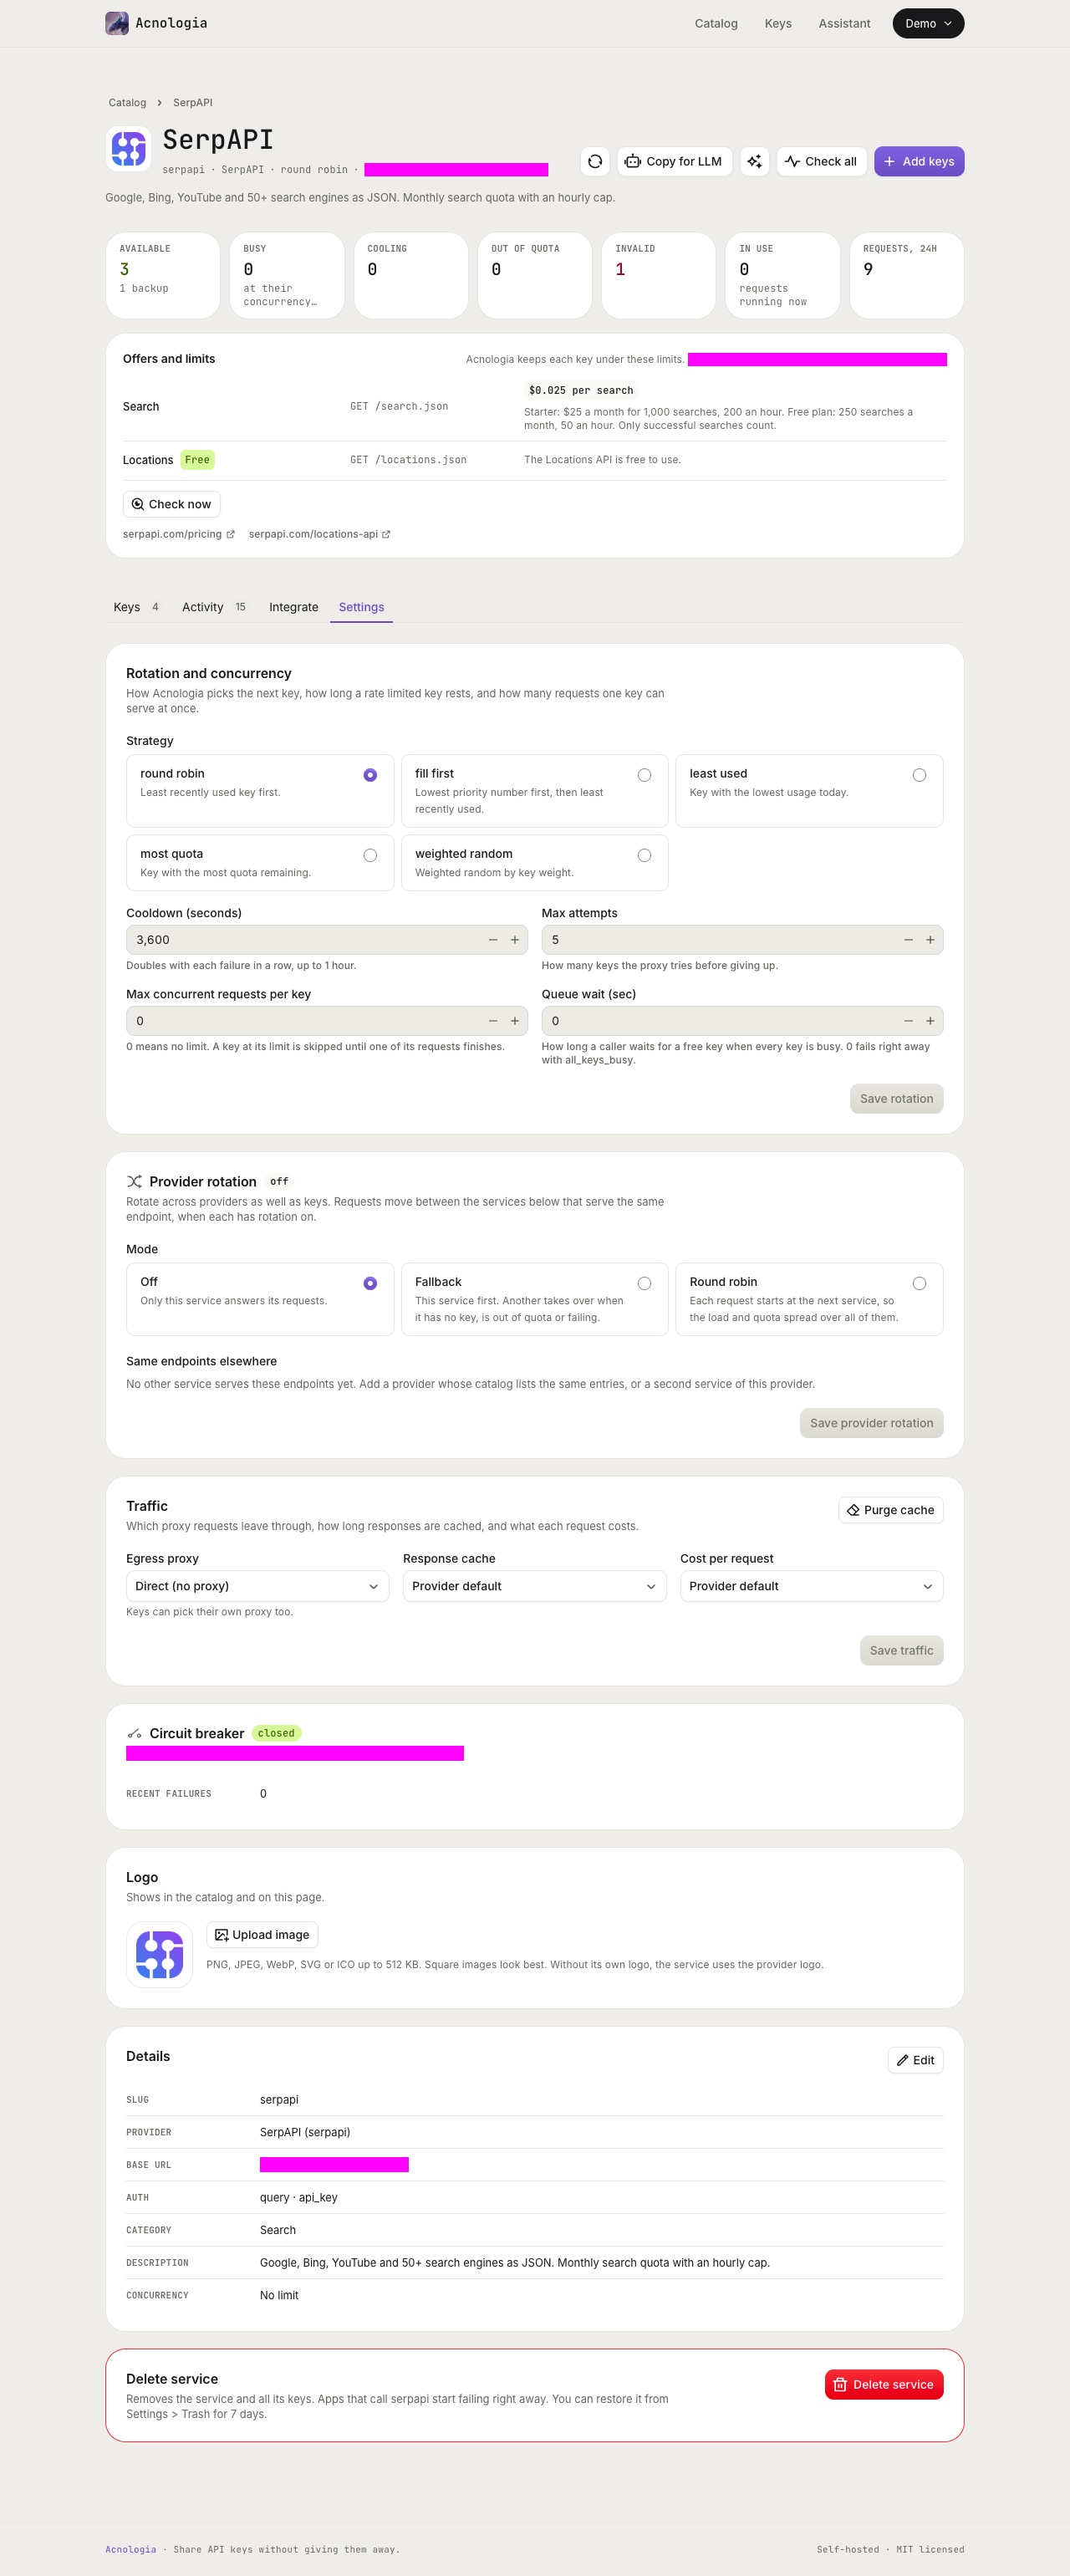 Acnologia
Catalog
Keys
Assistant
Demo
Catalog › SerpAPI
SerpAPI
serpapi · SerpAPI · round robin ·
Copy for LLM
Check all
Add keys
Google, Bing, YouTube and 50+ search engines as JSON. Monthly search quota with an hourly cap.
AVAILABLE
3
1 backup
BUSY
0
at their
concurrency…
COOLING
0
OUT OF QUOTA
0
INVALID
1
IN USE
0
requests
running now
REQUESTS, 24H
9
Offers and limits
Acnologia keeps each key under these limits.
Search
GET /search.json
$0.025 per search
Starter: $25 a month for 1,000 searches, 200 an hour. Free plan: 250 searches a
month, 50 an hour. Only successful searches count.
Locations Free
GET /locations.json
The Locations API is free to use.
Check now
serpapi.com/pricing
serpapi.com/locations-api
Keys 4
Activity 15
Integrate
Settings
Rotation and concurrency
How Acnologia picks the next key, how long a rate limited key rests, and how many requests one key can
serve at once.
Strategy
round robin
Least recently used key first.
fill first
Lowest priority number first, then least
recently used.
least used
Key with the lowest usage today.
most quota
Key with the most quota remaining.
weighted random
Weighted random by key weight.
Cooldown (seconds)
3,600
Doubles with each failure in a row, up to 1 hour.
Max attempts
5
How many keys the proxy tries before giving up.
Max concurrent requests per key
0
0 means no limit. A key at its limit is skipped until one of its requests finishes.
Queue wait (sec)
0
How long a caller waits for a free key when every key is busy. 0 fails right away
with all_keys_busy.
Save rotation
Provider rotation off
Rotate across providers as well as keys. Requests move between the services below that serve the same
endpoint, when each has rotation on.
Mode
Off
Only this service answers its requests.
Fallback
This service first. Another takes over when
it has no key, is out of quota or failing.
Round robin
Each request starts at the next service, so
the load and quota spread over all of them.
Same endpoints elsewhere
No other service serves these endpoints yet. Add a provider whose catalog lists the same entries, or a second service of this provider.
Save provider rotation
Traffic
Which proxy requests leave through, how long responses are cached, and what each request costs.
Purge cache
Egress proxy
Direct (no proxy)
Keys can pick their own proxy too.
Response cache
Provider default
Cost per request
Provider default
Save traffic
Circuit breaker closed
RECENT FAILURES
0
Logo
Shows in the catalog and on this page.
Upload image
PNG, JPEG, WebP, SVG or ICO up to 512 KB. Square images look best. Without its own logo, the service uses the provider logo.
Details
Edit
SLUG
serpapi
PROVIDER
SerpAPI (serpapi)
BASE URL
AUTH
query · api_key
CATEGORY
Search
DESCRIPTION
Google, Bing, YouTube and 50+ search engines as JSON. Monthly search quota with an hourly cap.
CONCURRENCY
No limit
Delete service
Removes the service and all its keys. Apps that call serpapi start failing right away. You can restore it from
Settings > Trash for 7 days.
Delete service
Acnologia · Share API keys without giving them away.
Self-hosted · MIT licensed